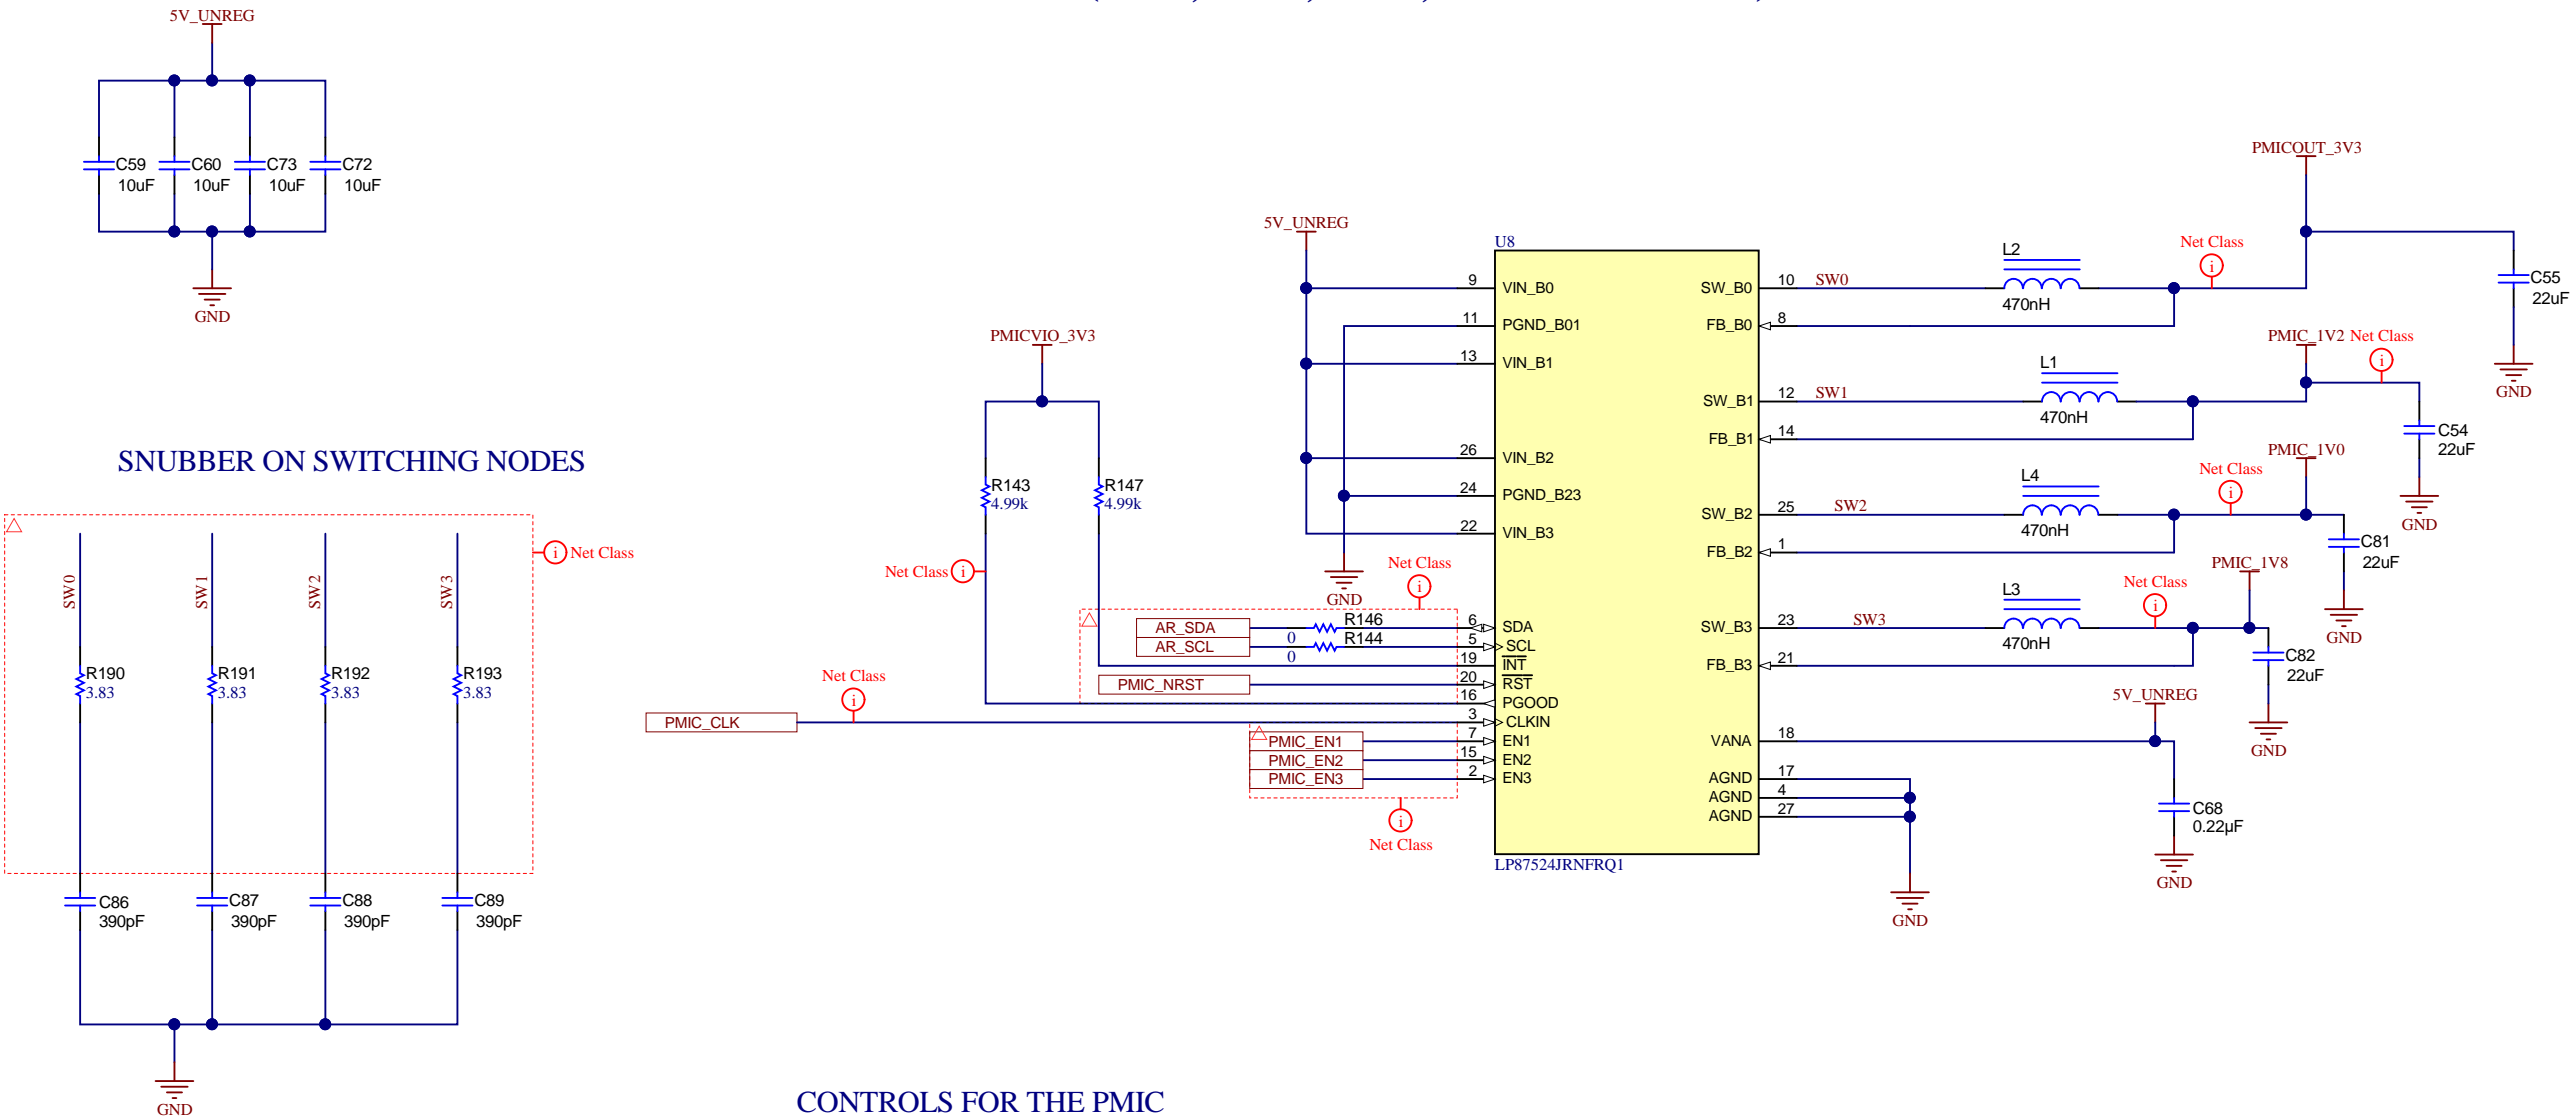 5V_UNREG
C59
10uF
C60
10uF
C73
10uF
C72
10uF
GND
SNUBBER ON SWITCHING NODES
Net Class
SW0
SW1
SW2
SW3
R190
3.83
R191
3.83
R192
3.83
R193
3.83
C86
390pF
C87
390pF
C88
390pF
C89
390pF
GND
PMICVIO_3V3
R143
4.99k
R147
4.99k
Net Class
Net Class
PMIC_CLK
5V_UNREG
GND
Net Class
AR_SDA
AR_SCL
R146
0
R144
0
PMIC_NRST
PMIC_EN1
PMIC_EN2
PMIC_EN3
Net Class
U8
9 VIN_B0
11 PGND_B01
13 VIN_B1
26 VIN_B2
24 PGND_B23
22 VIN_B3
6 SDA
5 SCL
19 INT
20 RST
16 PGOOD
3 CLKIN
7 EN1
15 EN2
2 EN3
SW_B0 10 SW0
FB_B0 8
SW_B1 12 SW1
FB_B1 14
SW_B2 25 SW2
FB_B2 1
SW_B3 23 SW3
FB_B3 21
VANA 18
AGND 17
AGND 4
AGND 27
LP87524JRNFRQ1
GND
L2
470nH
Net Class
PMICOUT_3V3
C55
22uF
GND
L1
470nH
PMIC_1V2
Net Class
C54
22uF
GND
L4
470nH
Net Class
PMIC_1V0
C81
22uF
GND
L3
470nH
Net Class
PMIC_1V8
C82
22uF
GND
5V_UNREG
C68
0.22µF
GND
CONTROLS FOR THE PMIC